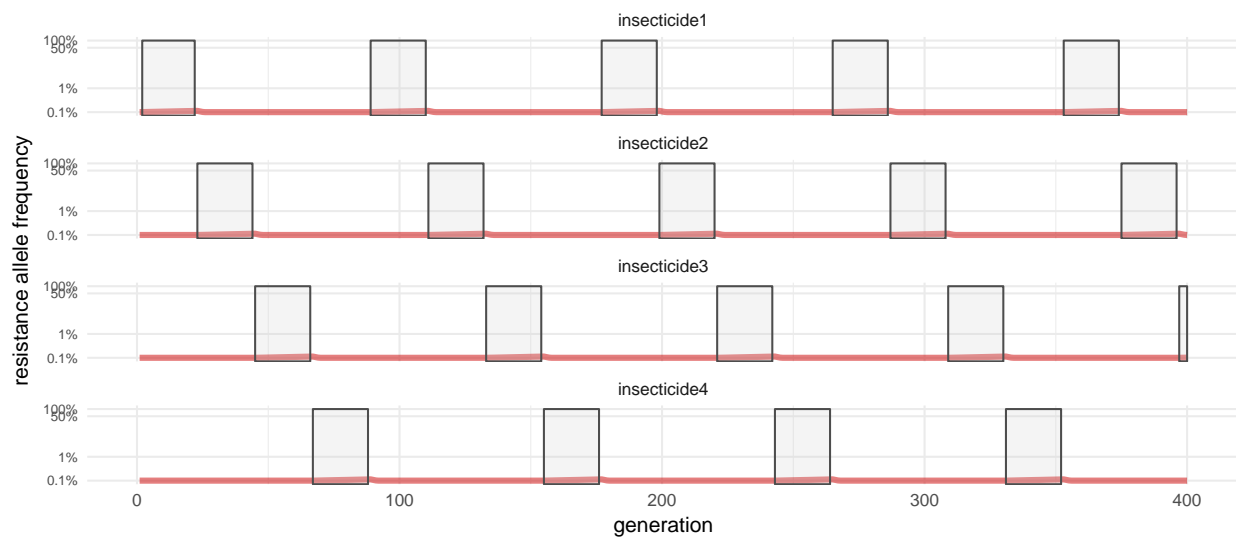 insecticide1
100%
50%
1%
0.1%
insecticide2
100%
50%
1%
0.1%
insecticide3
100%
50%
1%
0.1%
insecticide4
100%
50%
1%
0.1%
resistance allele frequency
0 100 200 300 400
generation